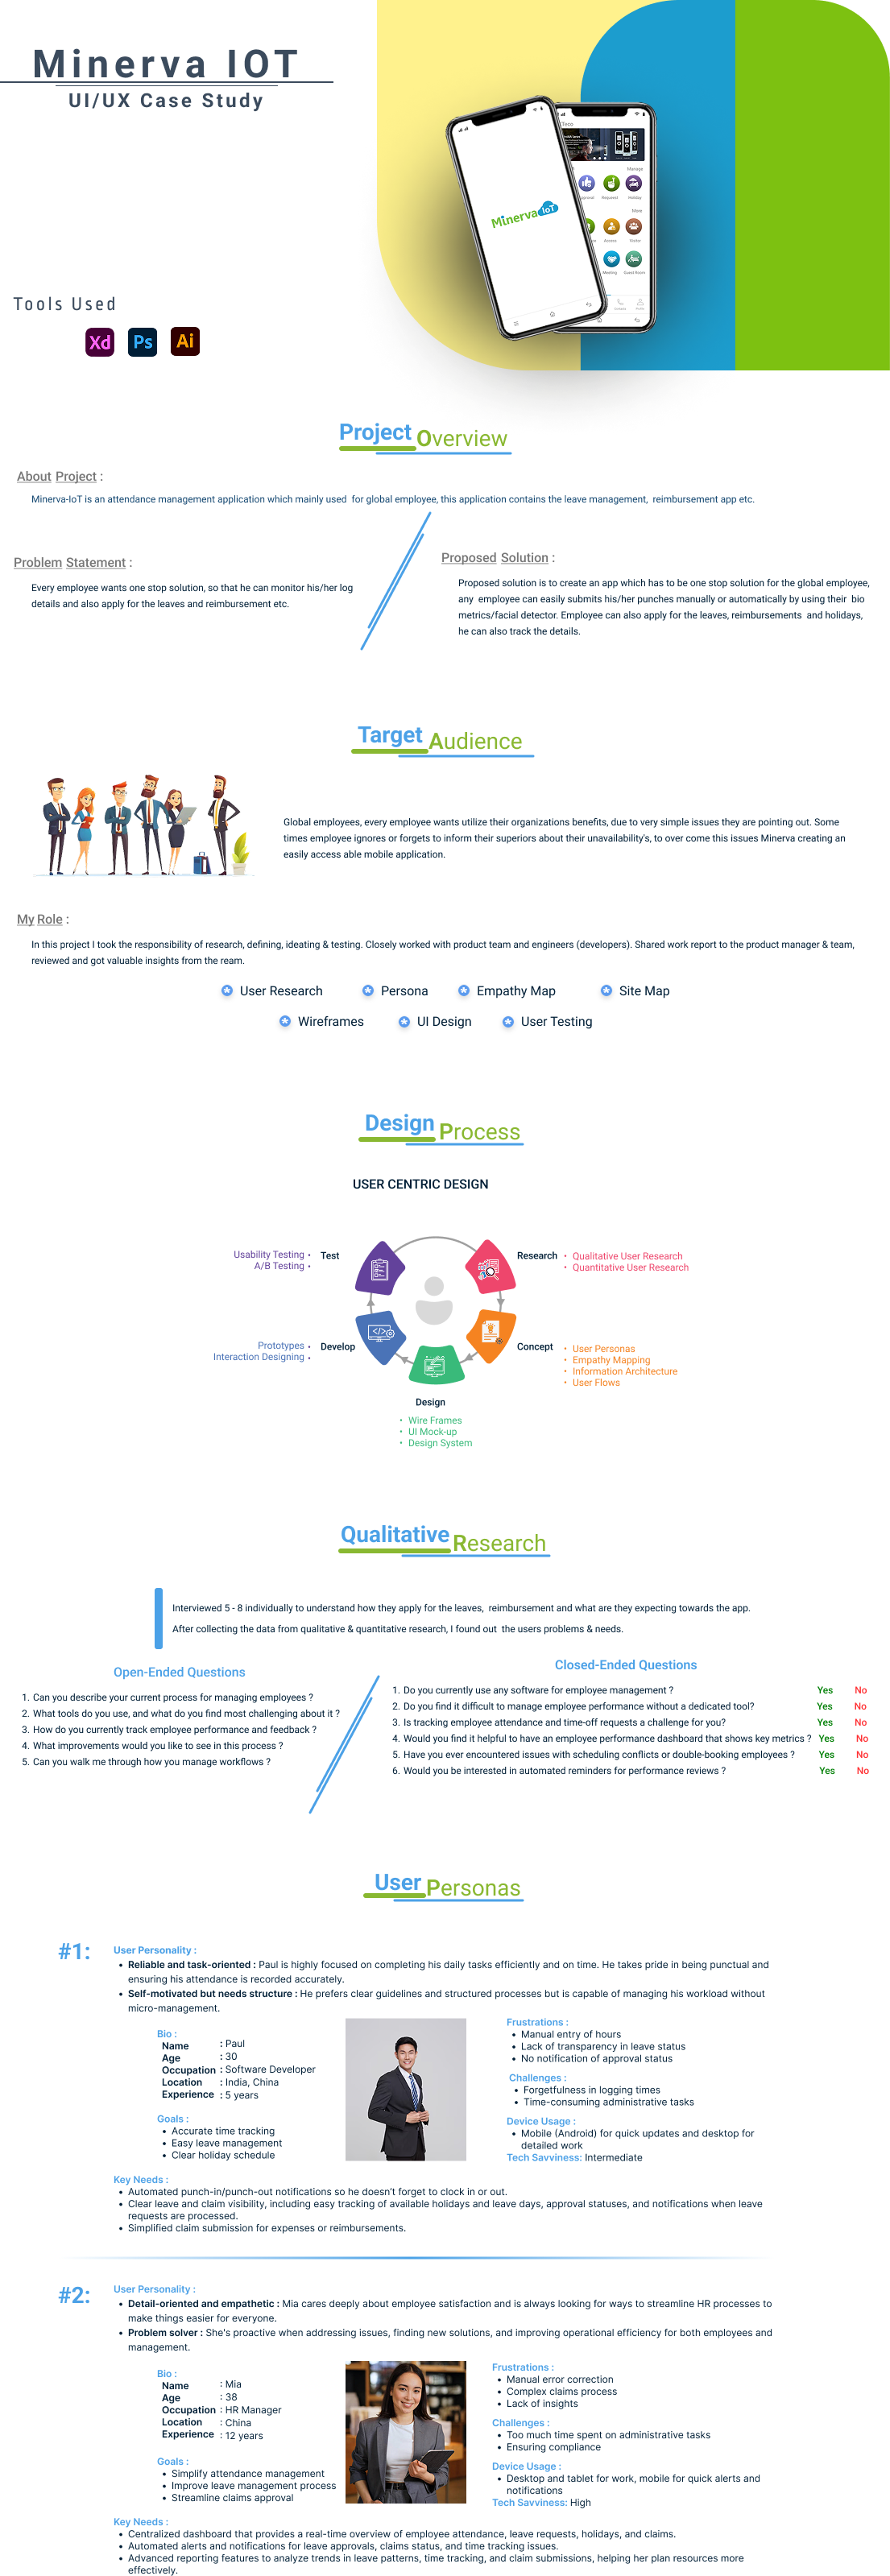 Minerva IOT
UI/UX Case Study
Teco
Manage
Request
Holiday
More
Access
Visitor
Meeting
Guest Room
Minerva IoT
Tools Used
Xd Ps Ai
Project Overview
About Project :
Minerva-IoT is an attendance management application which mainly used for global employee, this application contains the leave management, reimbursement app etc.
Problem Statement :
Every employee wants one stop solution, so that he can monitor his/her log
details and also apply for the leaves and reimbursement etc.
Proposed Solution :
Proposed solution is to create an app which has to be one stop solution for the global employee,
any employee can easily submits his/her punches manually or automatically by using their bio
metrics/facial detector. Employee can also apply for the leaves, reimbursements and holidays,
he can also track the details.
Target Audience
Global employees, every employee wants utilize their organizations benefits, due to very simple issues they are pointing out. Some
times employee ignores or forgets to inform their superiors about their unavailability's, to over come this issues Minerva creating an
easily access able mobile application.
My Role :
In this project I took the responsibility of research, defining, ideating & testing. Closely worked with product team and engineers (developers). Shared work report to the product manager & team,
reviewed and got valuable insights from the ream.
User Research Persona Empathy Map Site Map
Wireframes UI Design User Testing
Design Process
USER CENTRIC DESIGN
Usability Testing •
A/B Testing •
Test
Research
• Qualitative User Research
• Quantitative User Research
Prototypes •
Interaction Designing •
Develop
Concept
• User Personas
• Empathy Mapping
• Information Architecture
• User Flows
Design
• Wire Frames
• UI Mock-up
• Design System
Qualitative Research
Interviewed 5 - 8 individually to understand how they apply for the leaves, reimbursement and what are they expecting towards the app.
After collecting the data from qualitative & quantitative research, I found out the users problems & needs.
Open-Ended Questions
1. Can you describe your current process for managing employees ?
2. What tools do you use, and what do you find most challenging about it ?
3. How do you currently track employee performance and feedback ?
4. What improvements would you like to see in this process ?
5. Can you walk me through how you manage workflows ?
Closed-Ended Questions
1. Do you currently use any software for employee management ? Yes No
2. Do you find it difficult to manage employee performance without a dedicated tool? Yes No
3. Is tracking employee attendance and time-off requests a challenge for you? Yes No
4. Would you find it helpful to have an employee performance dashboard that shows key metrics ? Yes No
5. Have you ever encountered issues with scheduling conflicts or double-booking employees ? Yes No
6. Would you be interested in automated reminders for performance reviews ? Yes No
User Personas
#1:
User Personality :
• Reliable and task-oriented : Paul is highly focused on completing his daily tasks efficiently and on time. He takes pride in being punctual and
ensuring his attendance is recorded accurately.
• Self-motivated but needs structure : He prefers clear guidelines and structured processes but is capable of managing his workload without
micro-management.
Bio :
Name : Paul
Age : 30
Occupation : Software Developer
Location : India, China
Experience : 5 years
Goals :
• Accurate time tracking
• Easy leave management
• Clear holiday schedule
Frustrations :
• Manual entry of hours
• Lack of transparency in leave status
• No notification of approval status
Challenges :
• Forgetfulness in logging times
• Time-consuming administrative tasks
Device Usage :
• Mobile (Android) for quick updates and desktop for
detailed work
Tech Savviness: Intermediate
Key Needs :
• Automated punch-in/punch-out notifications so he doesn't forget to clock in or out.
• Clear leave and claim visibility, including easy tracking of available holidays and leave days, approval statuses, and notifications when leave
requests are processed.
• Simplified claim submission for expenses or reimbursements.
#2:
User Personality :
• Detail-oriented and empathetic : Mia cares deeply about employee satisfaction and is always looking for ways to streamline HR processes to
make things easier for everyone.
• Problem solver : She's proactive when addressing issues, finding new solutions, and improving operational efficiency for both employees and
management.
Bio :
Name : Mia
Age : 38
Occupation : HR Manager
Location : China
Experience : 12 years
Goals :
• Simplify attendance management
• Improve leave management process
• Streamline claims approval
Frustrations :
• Manual error correction
• Complex claims process
• Lack of insights
Challenges :
• Too much time spent on administrative tasks
• Ensuring compliance
Device Usage :
• Desktop and tablet for work, mobile for quick alerts and
notifications
Tech Savviness: High
Key Needs :
• Centralized dashboard that provides a real-time overview of employee attendance, leave requests, holidays, and claims.
• Automated alerts and notifications for leave approvals, claims status, and time tracking issues.
• Advanced reporting features to analyze trends in leave patterns, time tracking, and claim submissions, helping her plan resources more
effectively.